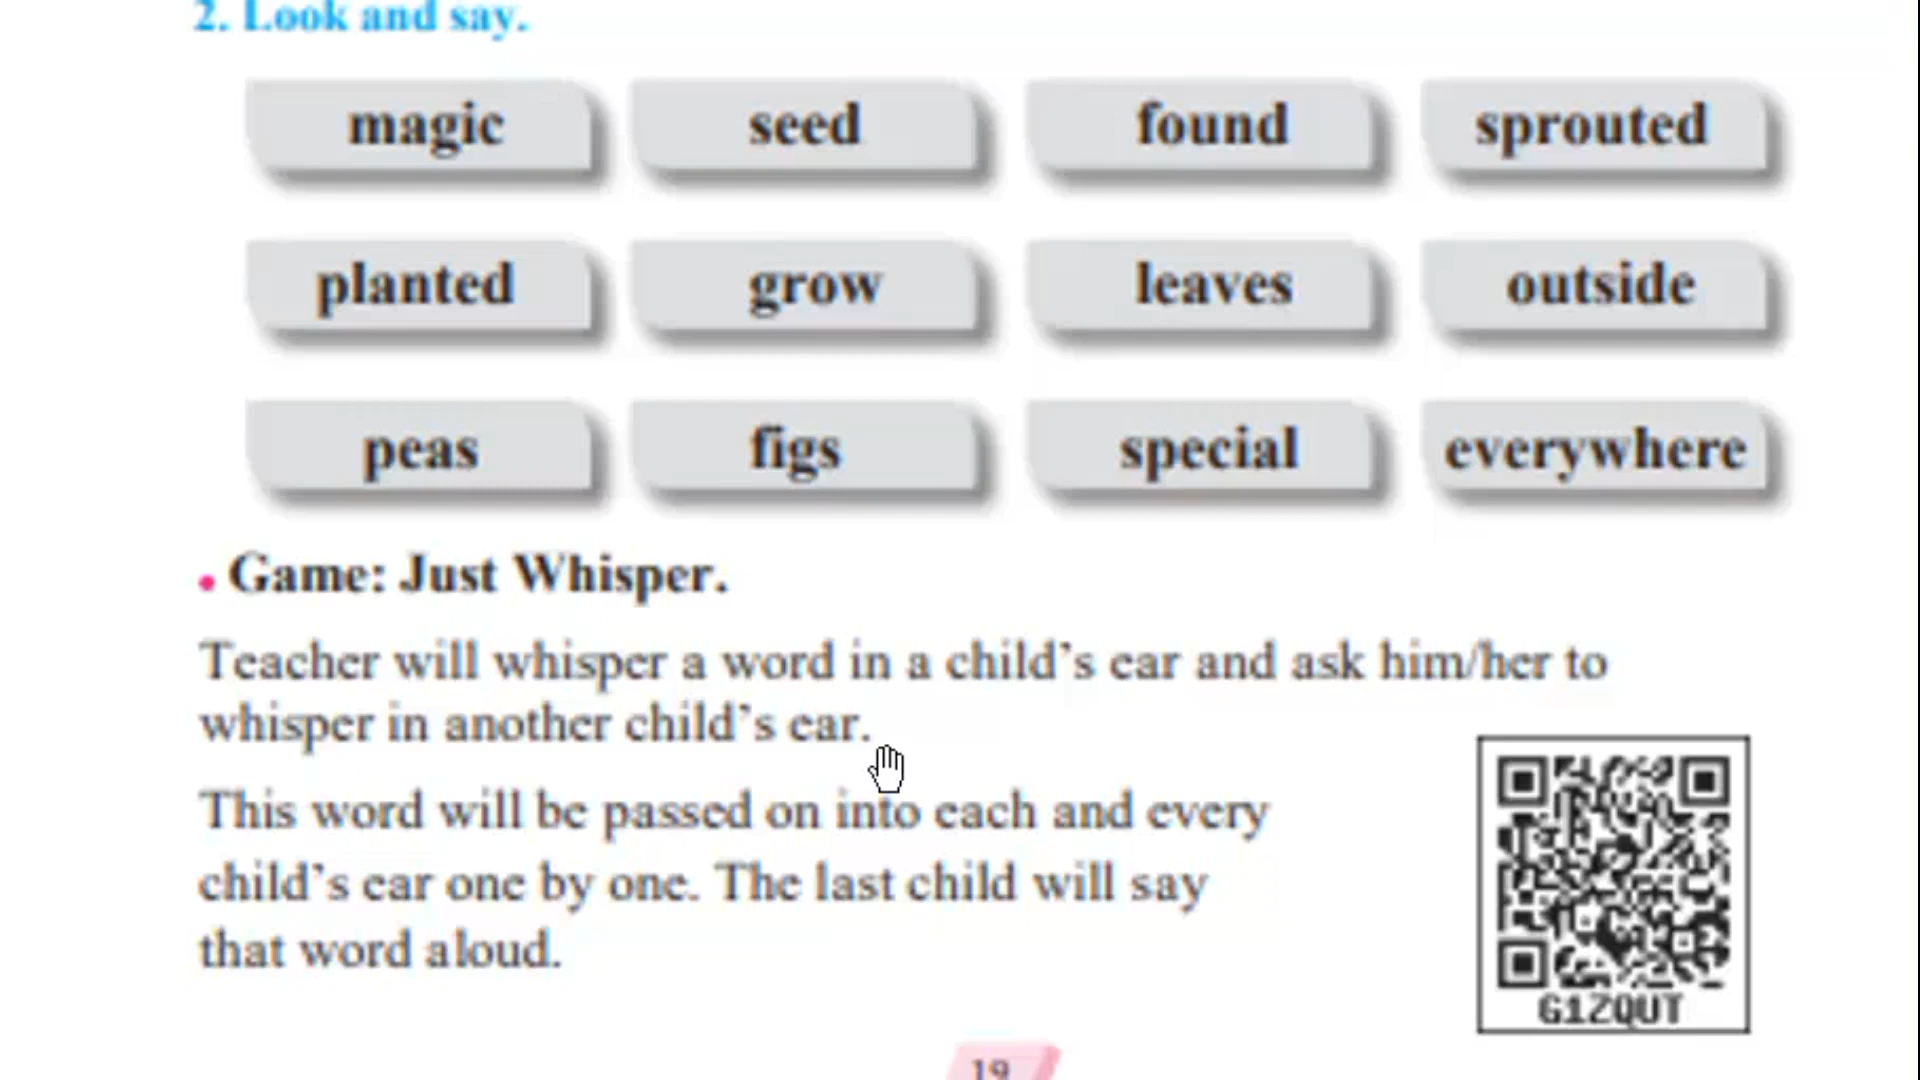 2. Look and say.
magic seed found sprouted
planted grow leaves outside
peas figs special everywhere
• Game: Just Whisper.
Teacher will whisper a word in a child's ear and ask him/her to
whisper in another child's ear.
This word will be passed on into each and every
child's ear one by one. The last child will say
that word aloud.
G1ZQUT
19